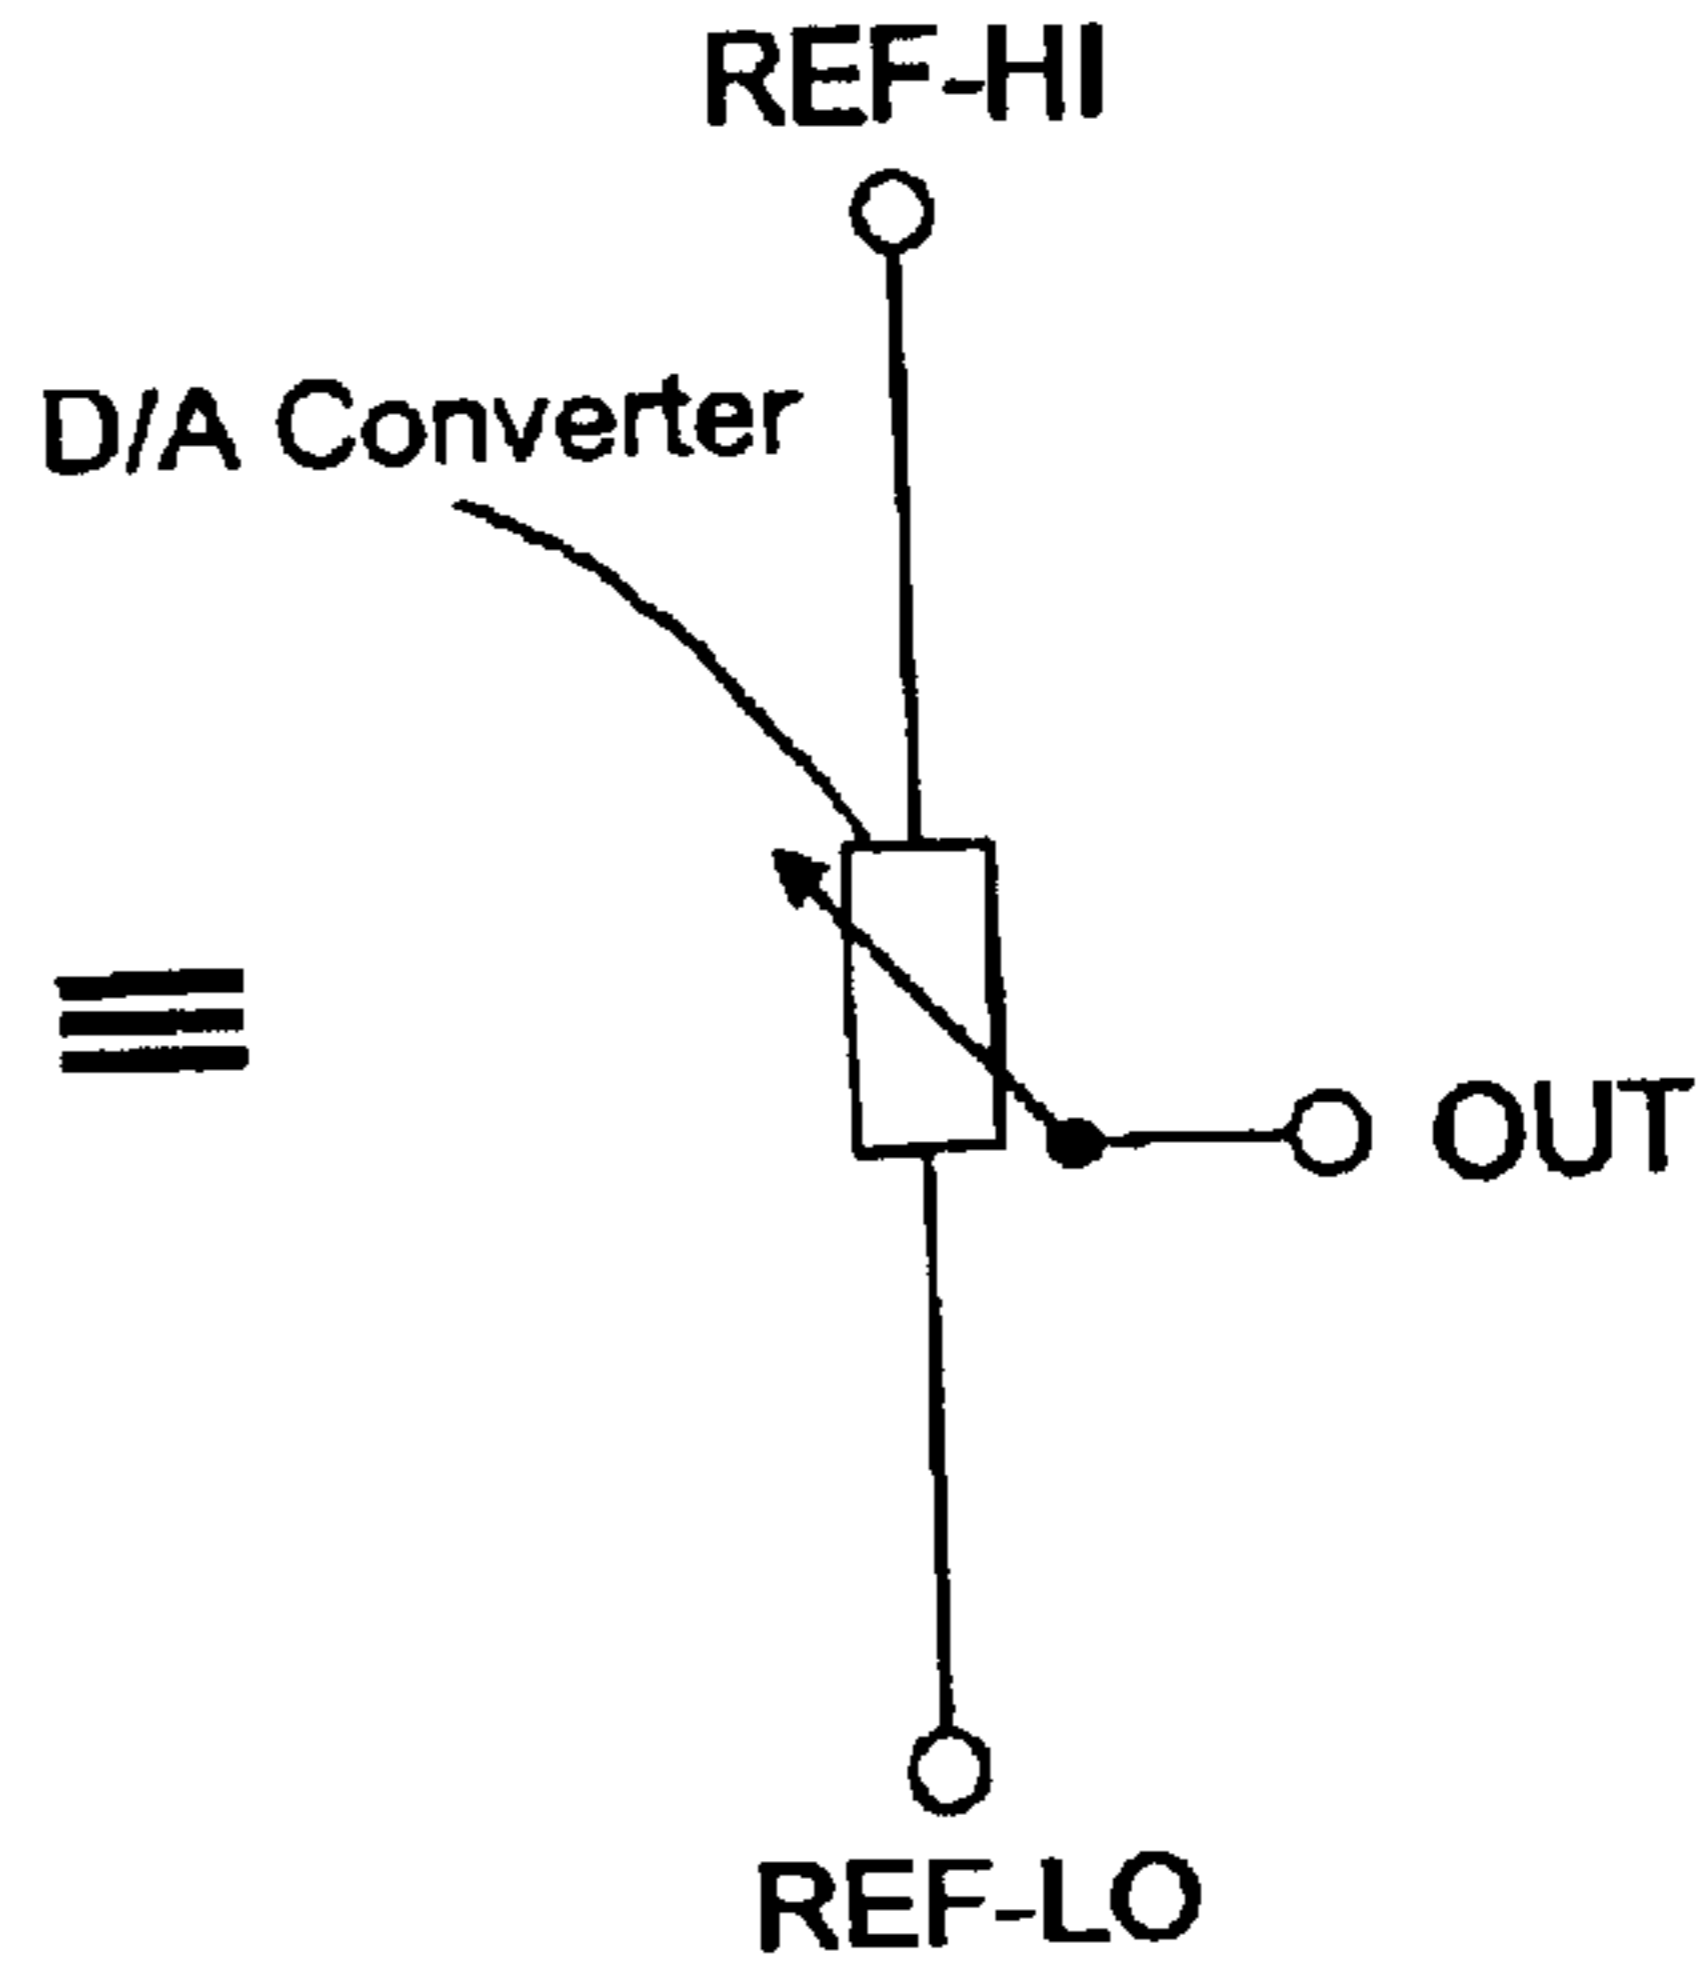 REF-HI
D/A Converter
≡
OUT
REF-LO